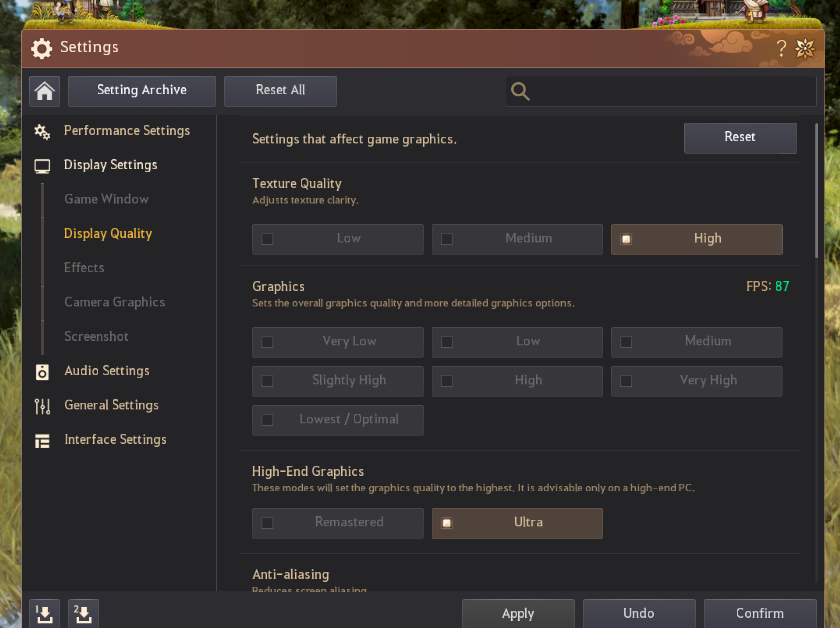 Settings
?
Setting Archive
Reset All
Performance Settings
Display Settings
Game Window
Display Quality
Effects
Camera Graphics
Screenshot
Audio Settings
General Settings
Interface Settings
Settings that affect game graphics.
Reset
Texture Quality
Adjusts texture clarity.
Low
Medium
High
Graphics
FPS: 87
Sets the overall graphics quality and more detailed graphics options.
Very Low
Low
Medium
Slightly High
High
Very High
Lowest / Optimal
High-End Graphics
These modes will set the graphics quality to the highest. It is advisable only on a high-end PC.
Remastered
Ultra
Anti-aliasing
Reduces screen aliasing.
1
2
Apply
Undo
Confirm